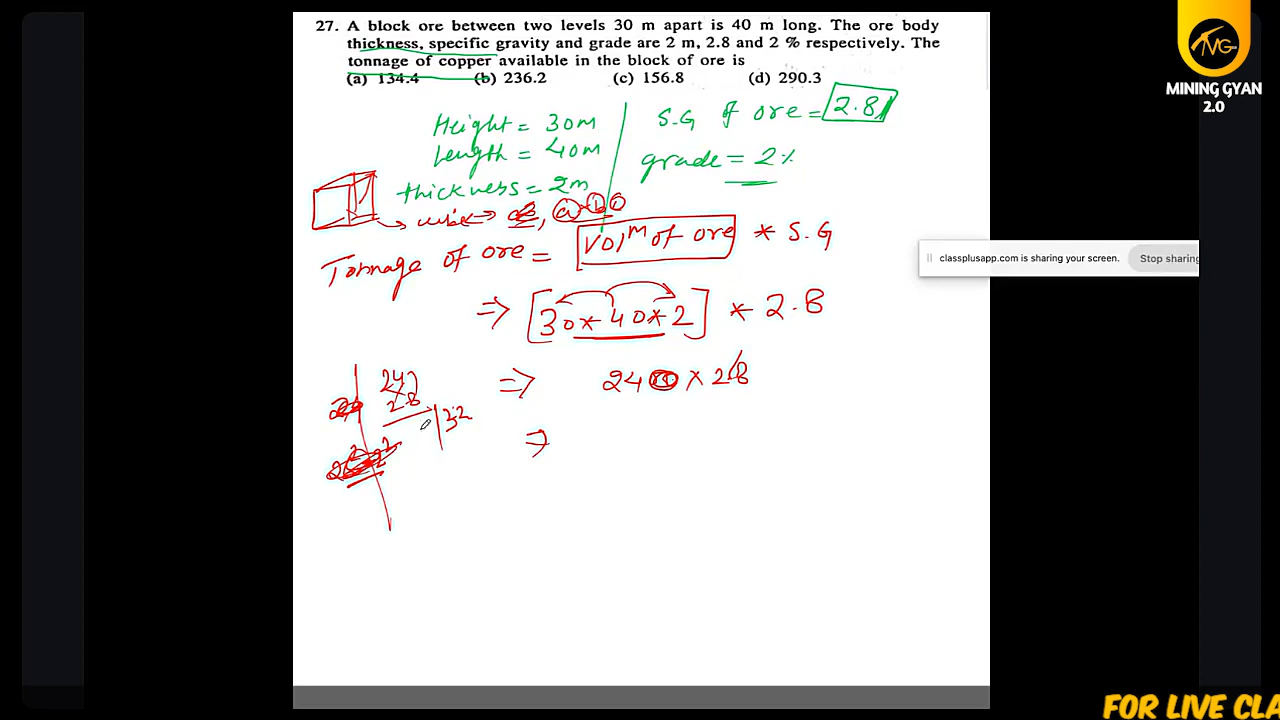 27. A block ore between two levels 30 m apart is 40 m long. The ore body
thickness, specific gravity and grade are 2 m, 2.8 and 2 % respectively. The
tonnage of copper available in the block of ore is
(a) 134.4 (b) 236.2 (c) 156.8 (d) 290.3
Height = 30m
Length = 40m
thickness = 2m
S.G of ore = 2.8
grade = 2%
a b c
Tonnage of ore = Vol^m of ore * S.G
⇒ [30*40*2] * 2.8
⇒ 2400 × 28
24
28
32
⇒
MINING GYAN
2.0
classplusapp.com is sharing your screen. Stop sharing
FOR LIVE CLA